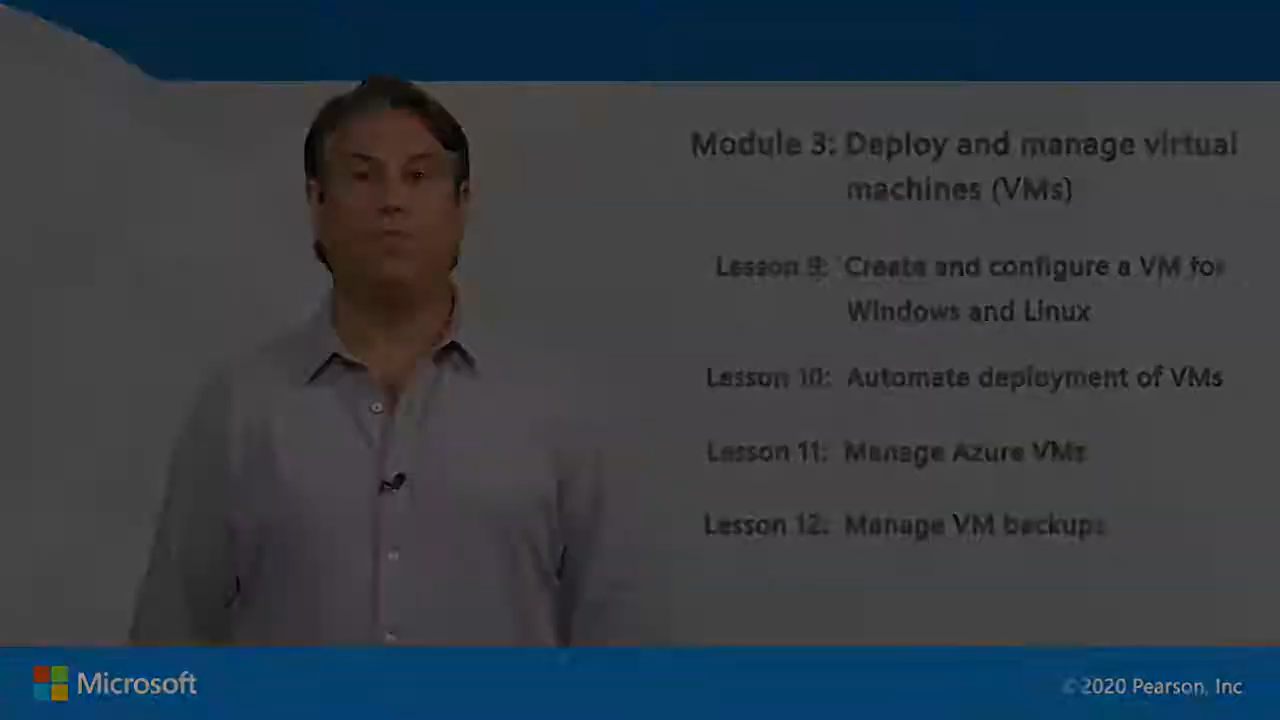 Module 3: Deploy and manage virtual
machines (VMs)
Lesson 9: Create and configure a VM for
Windows and Linux
Lesson 10: Automate deployment of VMs
Lesson 11: Manage Azure VMs
Lesson 12: Manage VM backups
Microsoft
©2020 Pearson, Inc